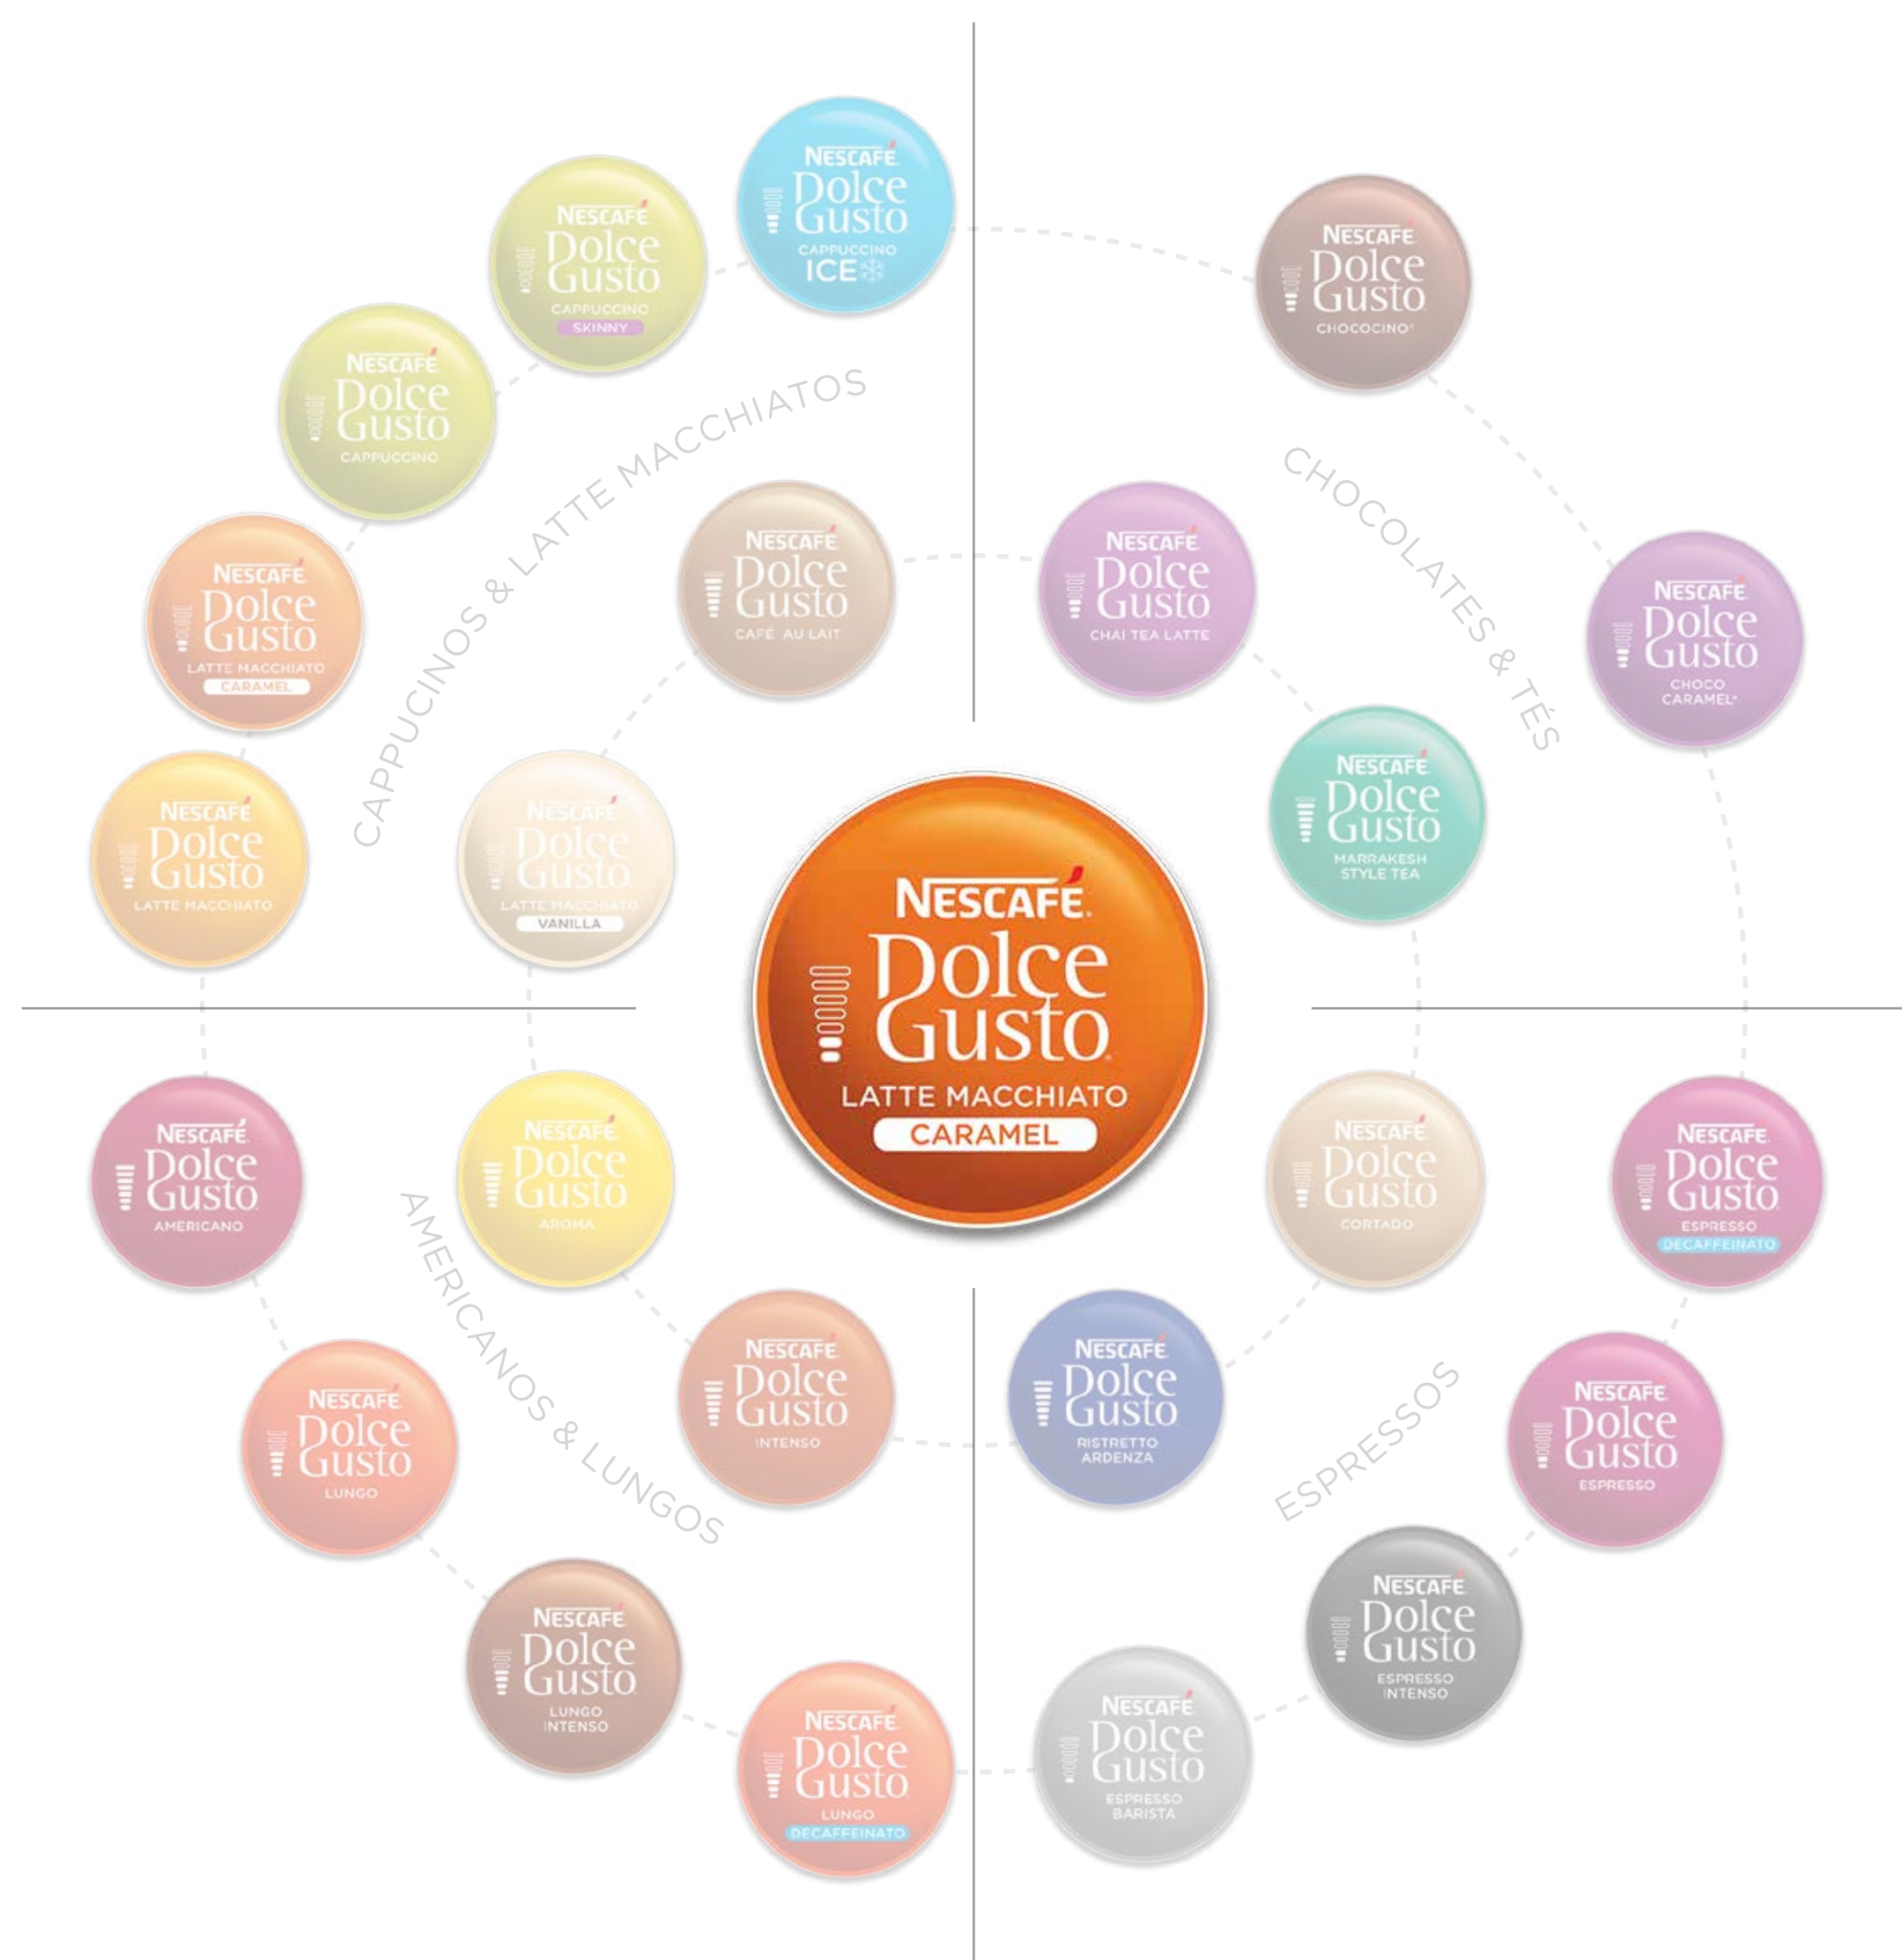 NESCAFÉ
Dolce
Gusto
CAPPUCCINO
ICE
NESCAFÉ
Dolce
Gusto
CAPPUCCINO
SKINNY
NESCAFÉ
Dolce
Gusto
CAPPUCCINO
NESCAFÉ
Dolce
Gusto
LATTE MACCHIATO
CARAMEL
NESCAFÉ
Dolce
Gusto
LATTE MACCHIATO
CAPPUCINOS & LATTE MACCHIATOS
NESCAFÉ
Dolce
Gusto
CAFÉ AU LAIT
NESCAFÉ
Dolce
Gusto
LATTE MACCHIATO
VANILLA
NESCAFÉ
Dolce
Gusto
CHOCOCINO*
NESCAFÉ
Dolce
Gusto
CHOCO
CARAMEL*
CHOCOLATES & TÉS
NESCAFÉ
Dolce
Gusto
CHAI TEA LATTE
NESCAFÉ
Dolce
Gusto
MARRAKESH
STYLE TEA
NESCAFÉ
Dolce
Gusto
LATTE MACCHIATO
CARAMEL
NESCAFÉ
Dolce
Gusto
AMERICANO
NESCAFÉ
Dolce
Gusto
AROMA
AMERICANOS & LUNGOS
NESCAFÉ
Dolce
Gusto
INTENSO
NESCAFÉ
Dolce
Gusto
LUNGO
NESCAFÉ
Dolce
Gusto
LUNGO
INTENSO
NESCAFÉ
Dolce
Gusto
LUNGO
DECAFFEINATO
NESCAFÉ
Dolce
Gusto
CORTADO
NESCAFÉ
Dolce
Gusto
ESPRESSO
DECAFFEINATO
NESCAFÉ
Dolce
Gusto
RISTRETTO
ARDENZA
ESPRESSOS
NESCAFÉ
Dolce
Gusto
ESPRESSO
NESCAFÉ
Dolce
Gusto
ESPRESSO
INTENSO
NESCAFÉ
Dolce
Gusto
ESPRESSO
BARISTA